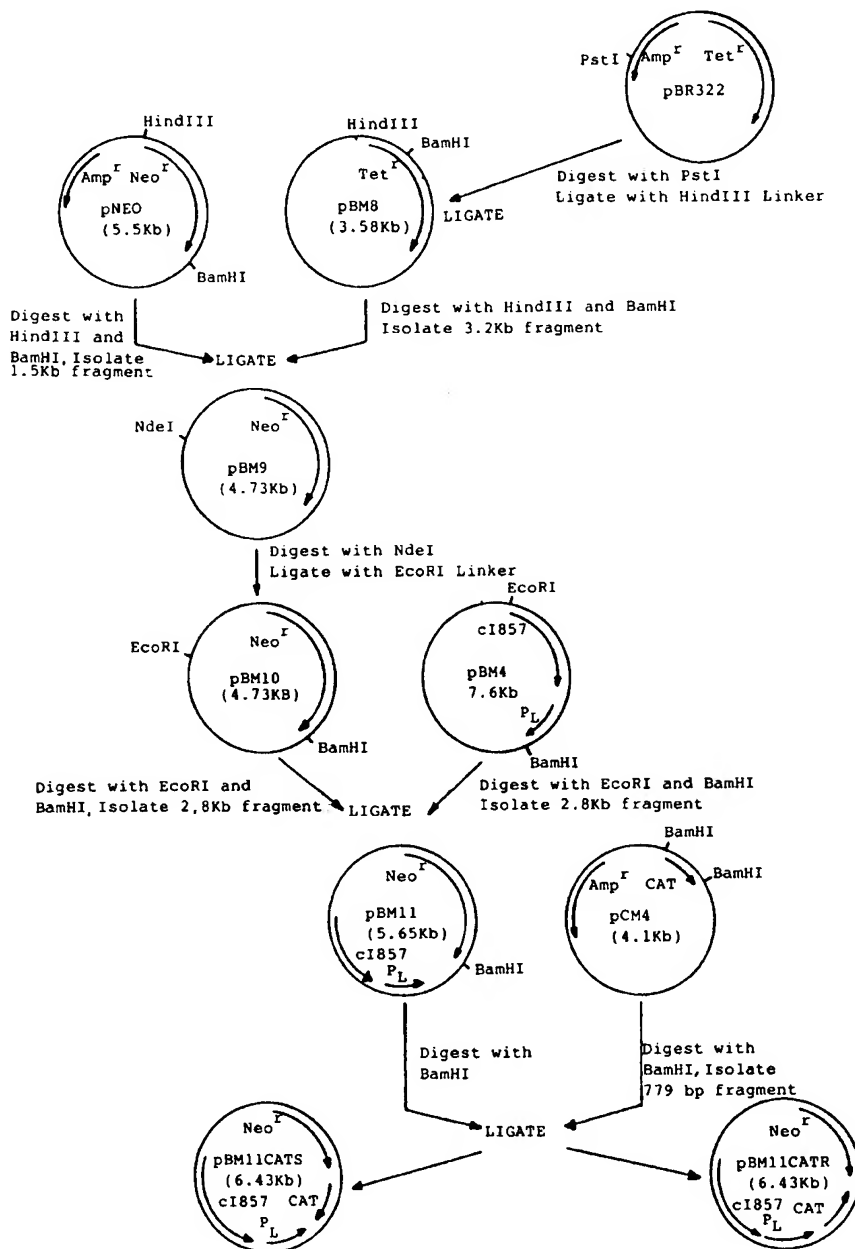 PstI
Amp^r Tet^r
pBR322
HindIII
Amp^r Neo^r
pNEO
(5.5Kb)
BamHI
HindIII
BamHI
Tet^r
pBM8
(3.58Kb)
LIGATE
Digest with PstI
Ligate with HindIII Linker
Digest with
HindIII and
BamHI, Isolate
1.5Kb fragment
Digest with HindIII and BamHI
Isolate 3.2Kb fragment
LIGATE
NdeI
Neo^r
pBM9
(4.73Kb)
Digest with NdeI
Ligate with EcoRI Linker
EcoRI
Neo^r
pBM10
(4.73KB)
BamHI
EcoRI
cI857
pBM4
7.6Kb
P_L
BamHI
Digest with EcoRI and
BamHI, Isolate 2,8Kb fragment
LIGATE
Digest with EcoRI and BamHI
Isolate 2.8Kb fragment
Neo^r
pBM11
(5.65Kb)
cI857
P_L
BamHI
BamHI
BamHI
Amp^r CAT
pCM4
(4.1Kb)
Digest with
BamHI
Digest with
BamHI, Isolate
779 bp fragment
LIGATE
Neo^r
pBM11CATS
(6.43Kb)
cI857 CAT
P_L
Neo^r
pBM11CATR
(6.43Kb)
cI857 CAT
P_L